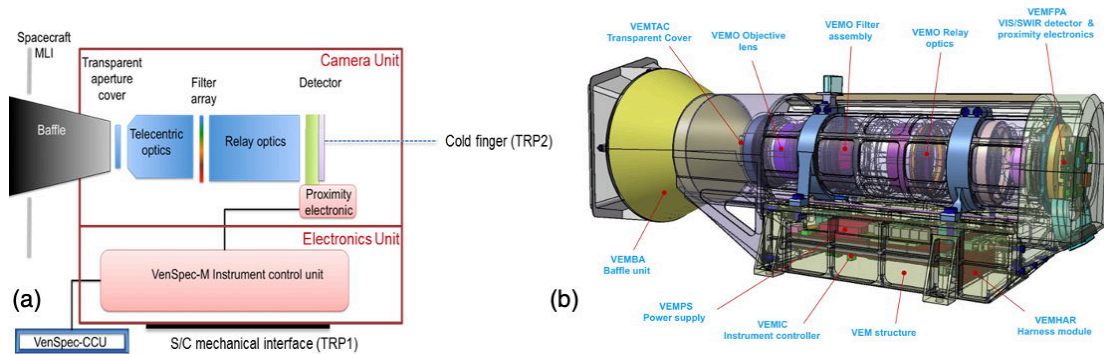 Spacecraft
MLI
Camera Unit
Transparent
aperture
cover
Filter
array
Detector
Baffle
Telecentric
optics
Relay optics
Cold finger (TRP2)
Proximity
electronic
Electronics Unit
VenSpec-M Instrument control unit
(a)
VenSpec-CCU
S/C mechanical interface (TRP1)
VEMTAC
Transparent Cover
VEMO Objective
lens
VEMO Filter
assembly
VEMO Relay
optics
VEMFPA
VIS/SWIR detector &
proximity electronics
VEMBA
Baffle unit
(b)
VEMPS
Power supply
VEMIC
Instrument controller
VEM structure
VEMHAR
Harness module